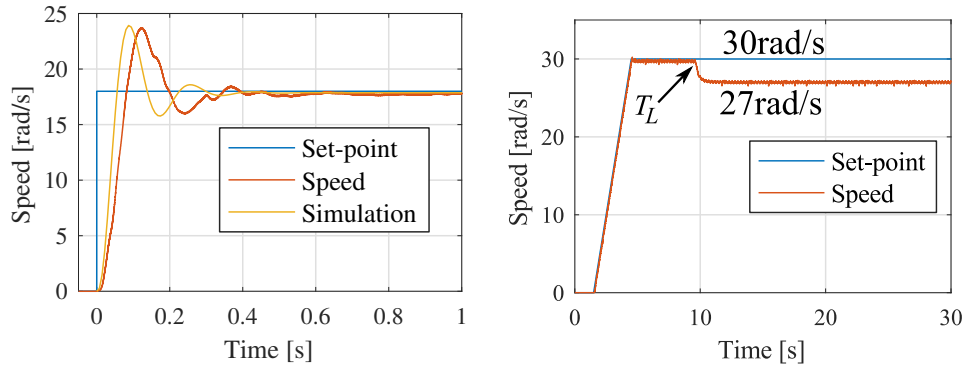 25
20
15
10
5
0
Speed [rad/s]
0
0.2
0.4
0.6
0.8
1
Time [s]
Set-point
Speed
Simulation
40
30
20
10
0
Speed [rad/s]
0
10
20
30
Time [s]
30rad/s
T_L
27rad/s
Set-point
Speed